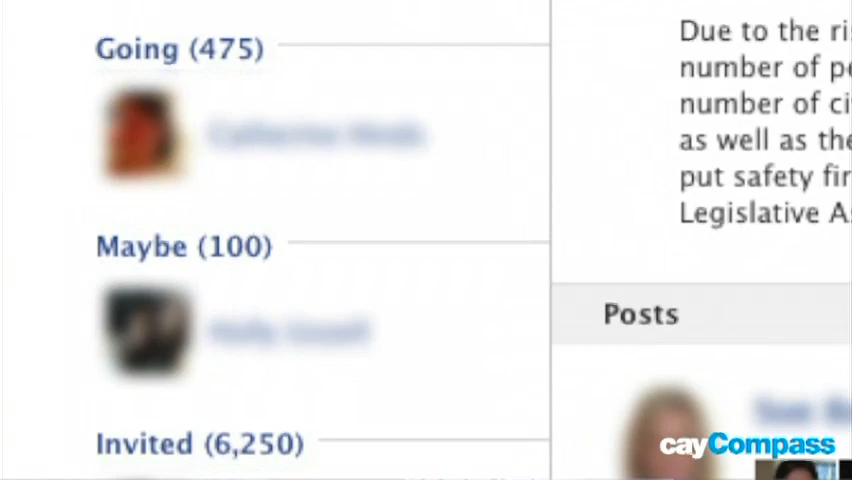 Going (475)
Maybe (100)
Invited (6,250)
Due to the ri
number of p
number of ci
as well as the
put safety fir
Legislative A
Posts
cayCompass